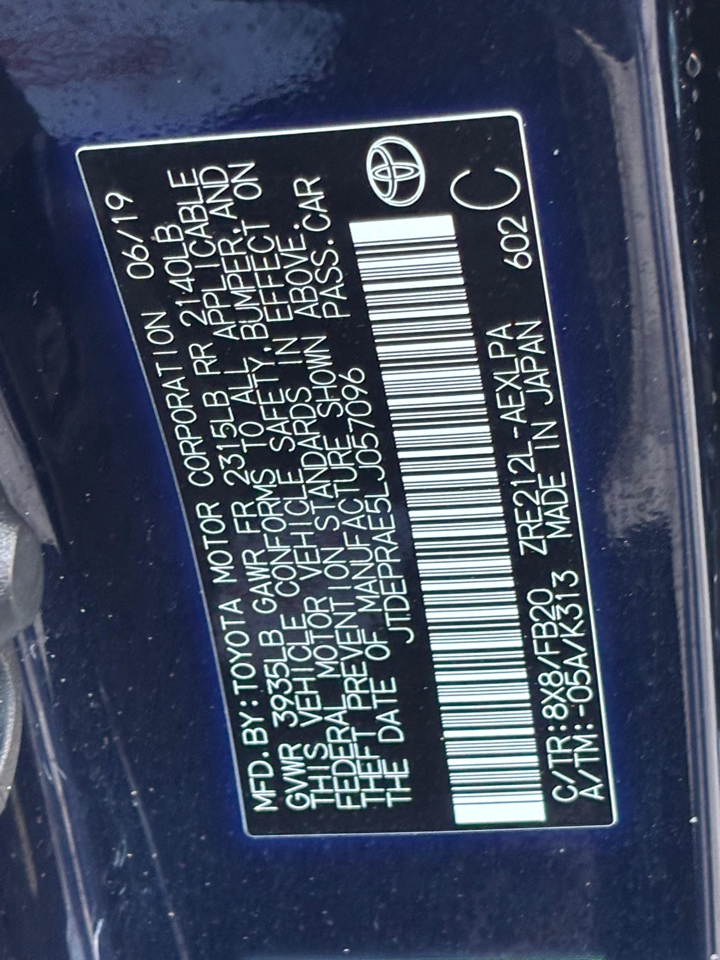 MFD.BY:TOYOTA MOTOR CORPORATION 06/19
GVWR 3935LB GAWR FR 2315LB RR 2140LB
THIS VEHICLE CONFORMS TO ALL APPLICABLE
FEDERAL MOTOR VEHICLE SAFETY, BUMPER, AND
THEFT PREVENTION STANDARDS IN EFFECT ON
THE DATE OF MANUFACTURE SHOWN ABOVE.
JTDEPRAE5LJ057096 PASS.CAR
C/TR:8X8/FB20 ZRE212L-AEXLPA 602 C
A/TM:-05A/K313 MADE IN JAPAN